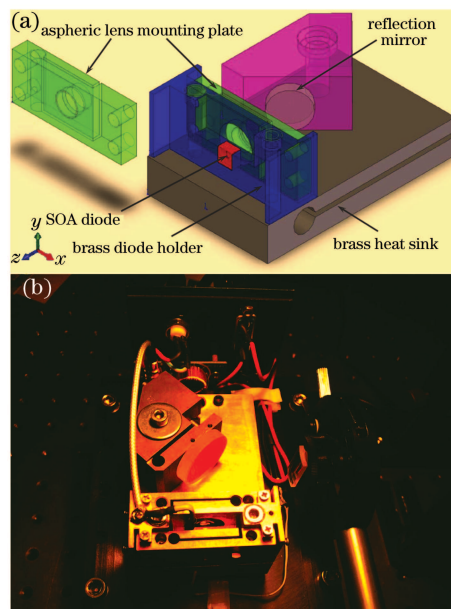 (a)
aspheric lens mounting plate
reflection
mirror
SOA diode
brass diode holder
brass heat sink
y
z
x
(b)